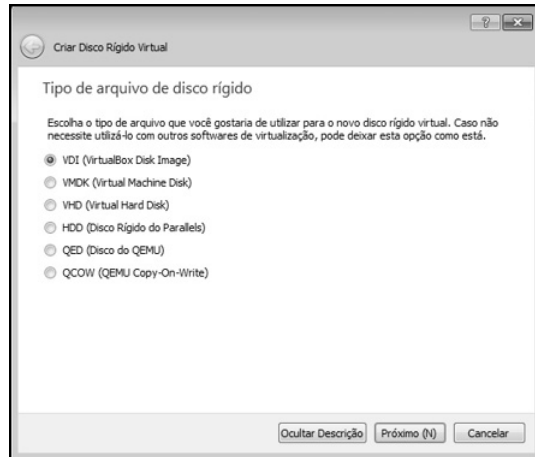 Criar Disco Rígido Virtual
Tipo de arquivo de disco rígido
Escolha o tipo de arquivo que você gostaria de utilizar para o novo disco rígido virtual. Caso não
necessite utilizá-lo com outros softwares de virtualização, pode deixar esta opção como está.
VDI (VirtualBox Disk Image)
VMDK (Virtual Machine Disk)
VHD (Virtual Hard Disk)
HDD (Disco Rígido do Parallels)
QED (Disco do QEMU)
QCOW (QEMU Copy-On-Write)
Ocultar Descrição Próximo (N) Cancelar